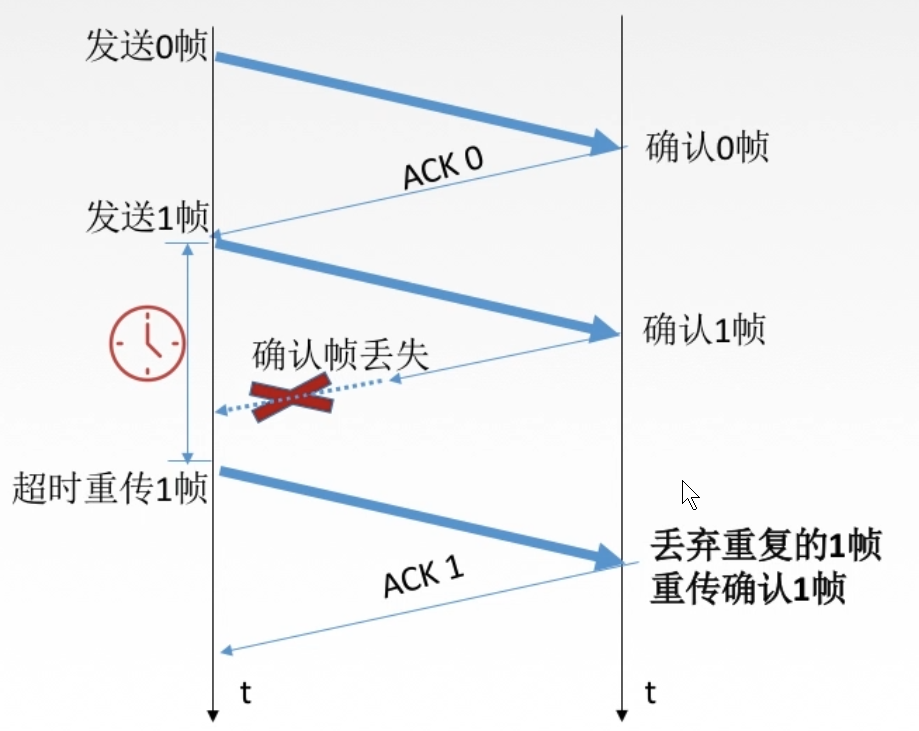 发送0帧
ACK 0
确认0帧
发送1帧
确认1帧
确认帧丢失
超时重传1帧
丢弃重复的1帧
重传确认1帧
ACK 1
t
t